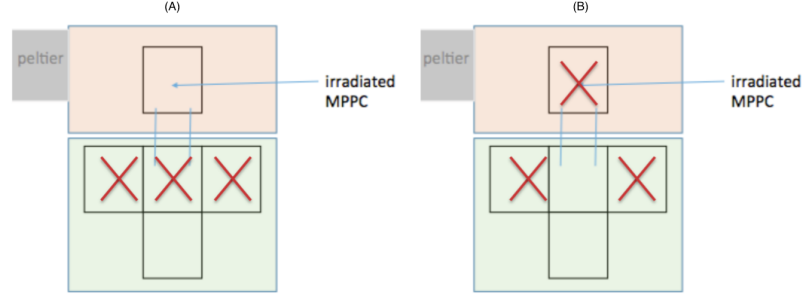 (A)
(B)
peltier
irradiated
MPPC
peltier
irradiated
MPPC